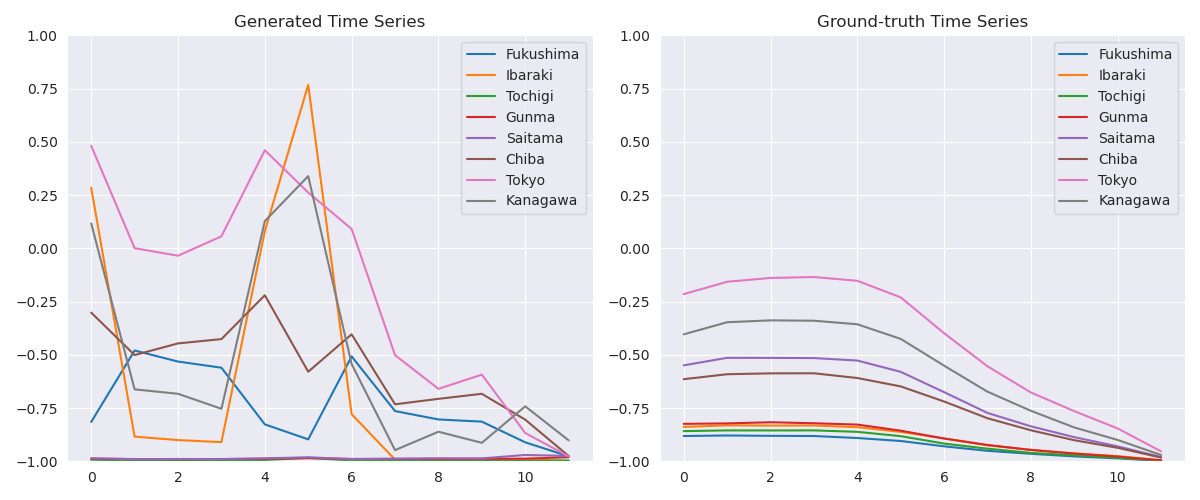 Generated Time Series
1.00
0.75
0.50
0.25
0.00
−0.25
−0.50
−0.75
−1.00
0 2 4 6 8 10
Fukushima
Ibaraki
Tochigi
Gunma
Saitama
Chiba
Tokyo
Kanagawa
Ground-truth Time Series
1.00
0.75
0.50
0.25
0.00
−0.25
−0.50
−0.75
−1.00
0 2 4 6 8 10
Fukushima
Ibaraki
Tochigi
Gunma
Saitama
Chiba
Tokyo
Kanagawa